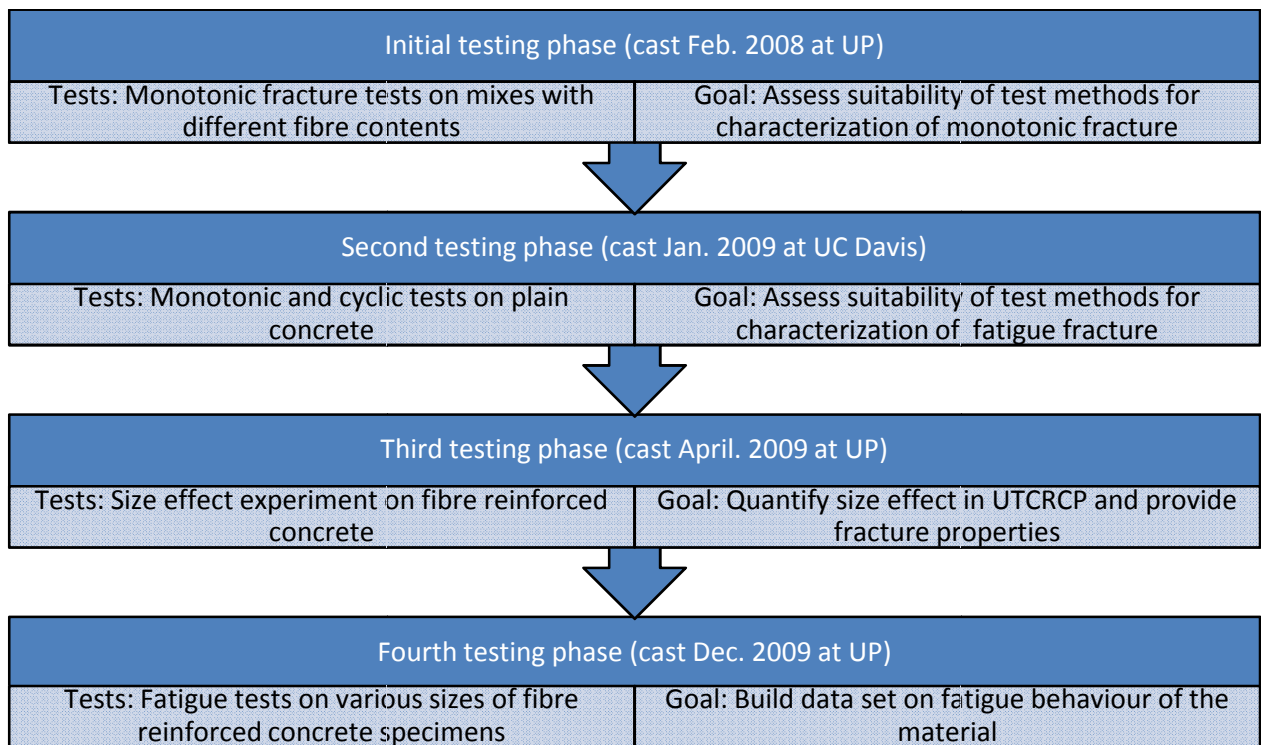 Initial testing phase (cast Feb. 2008 at UP)
Tests: Monotonic fracture tests on mixes with
different fibre contents
Goal: Assess suitability of test methods for
characterization of monotonic fracture
Second testing phase (cast Jan. 2009 at UC Davis)
Tests: Monotonic and cyclic tests on plain
concrete
Goal: Assess suitability of test methods for
characterization of fatigue fracture
Third testing phase (cast April. 2009 at UP)
Tests: Size effect experiment on fibre reinforced
concrete
Goal: Quantify size effect in UTCRCP and provide
fracture properties
Fourth testing phase (cast Dec. 2009 at UP)
Tests: Fatigue tests on various sizes of fibre
reinforced concrete specimens
Goal: Build data set on fatigue behaviour of the
material